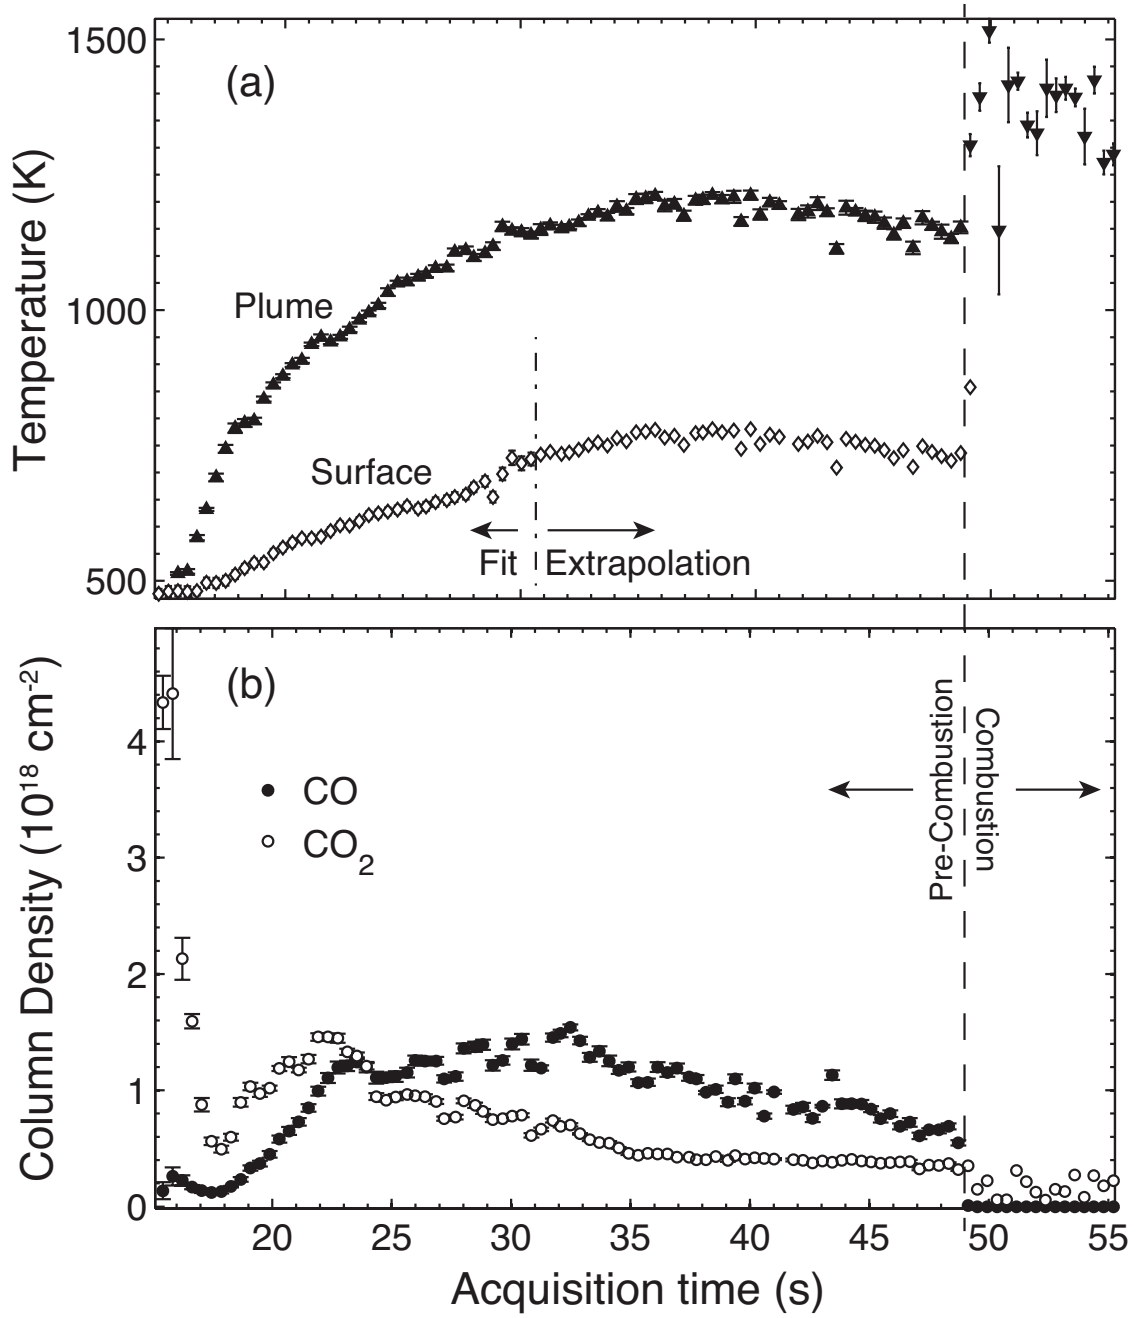 1500
(a)
Temperature (K)
Plume
1000
Surface
Fit
Extrapolation
500
(b)
Column Density (10¹⁸ cm⁻²)
4
CO
CO₂
Pre-Combustion
Combustion
3
2
1
0
20 25 30 35 40 45 50 55
Acquisition time (s)